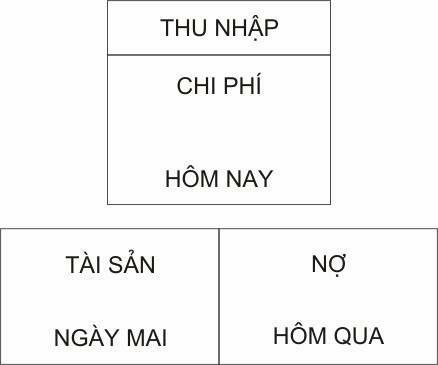 THU NHẬP
CHI PHÍ
HÔM NAY
TÀI SẢN
NGÀY MAI
NỢ
HÔM QUA